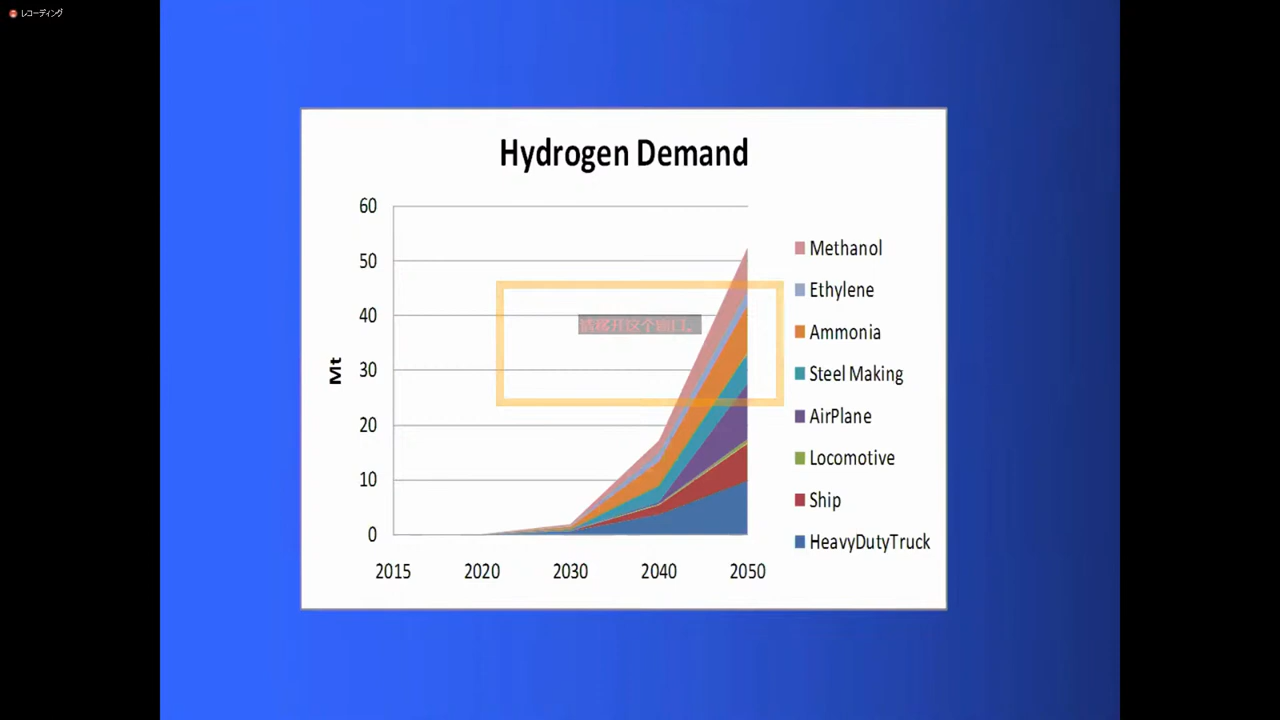 レコーディング
Hydrogen Demand
60
50
40
30
20
10
0
Mt
2015 2020 2030 2040 2050
Methanol
Ethylene
Ammonia
Steel Making
AirPlane
Locomotive
Ship
HeavyDutyTruck